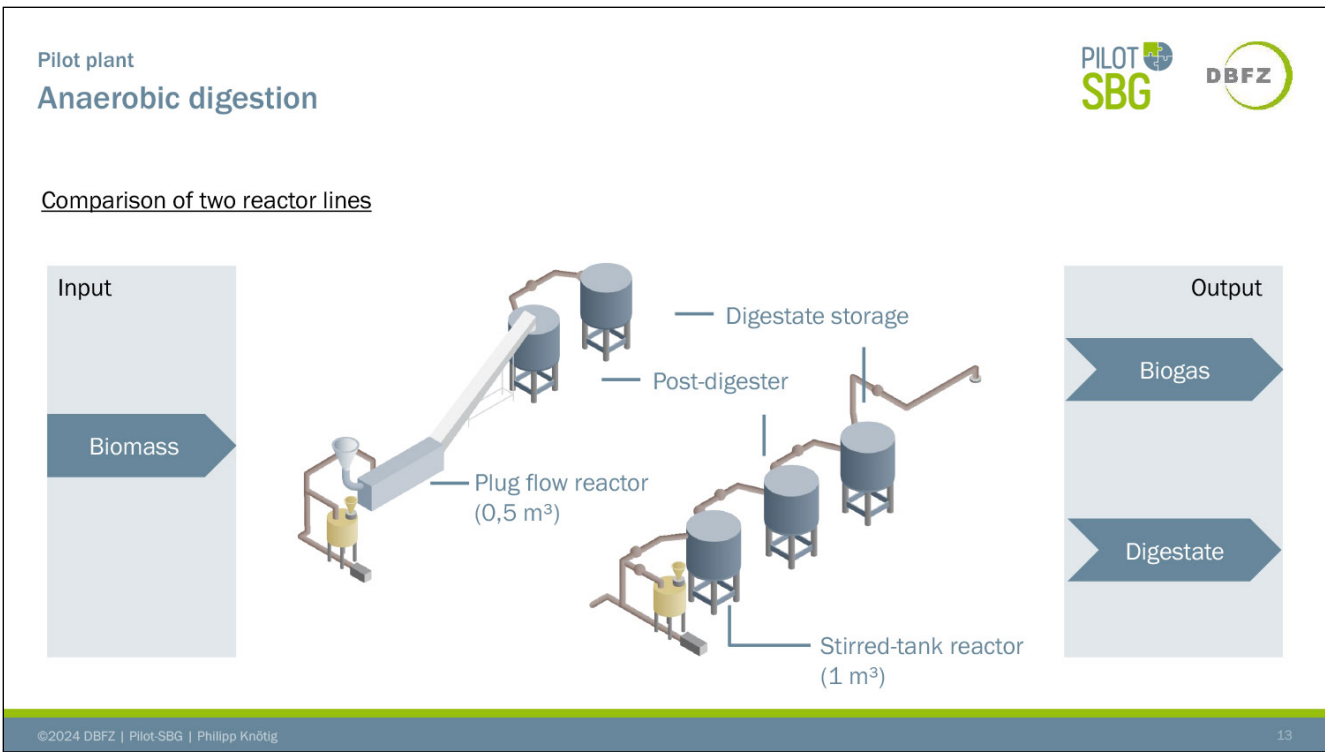 Pilot plant
Anaerobic digestion
PILOT
SBG
DBFZ
Comparison of two reactor lines
Input
Biomass
Digestate storage
Post-digester
Plug flow reactor
(0,5 m³)
Stirred-tank reactor
(1 m³)
Output
Biogas
Digestate
©2024 DBFZ | Pilot-SBG | Philipp Knötig
13